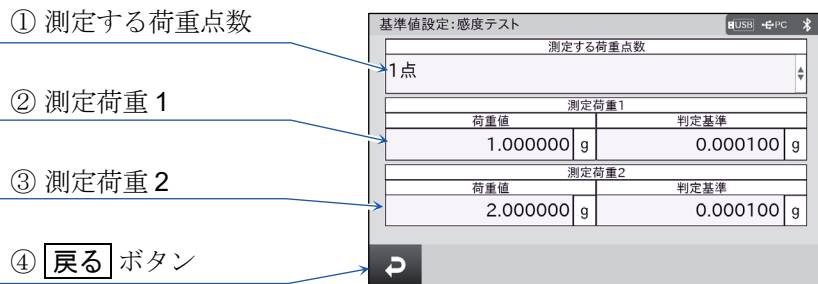 ① 測定する荷重点数
② 測定荷重 1
③ 測定荷重 2
④ 戻る ボタン
基準値設定:感度テスト
USB PC
測定する荷重点数
1点
測定荷重1
荷重値 判定基準
1.000000 g 0.000100 g
測定荷重2
荷重値 判定基準
2.000000 g 0.000100 g